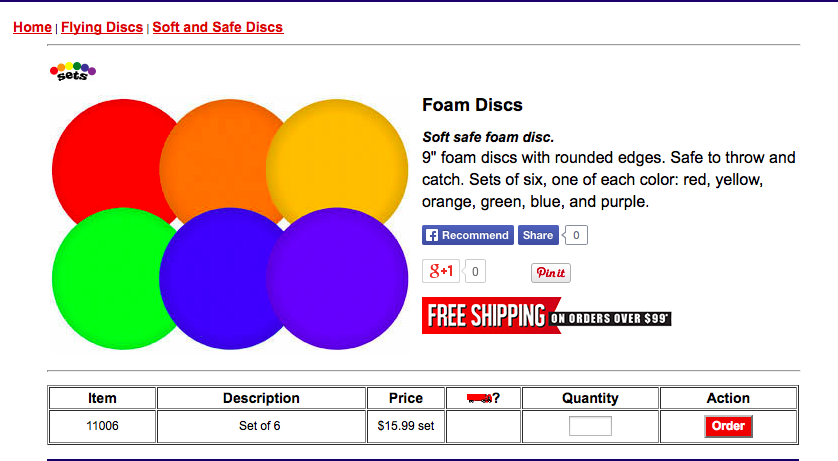 Home | Flying Discs | Soft and Safe Discs
sets
Foam Discs
Soft safe foam disc.
9" foam discs with rounded edges. Safe to throw and
catch. Sets of six, one of each color: red, yellow,
orange, green, blue, and purple.
Recommend Share 0
g+1 0 Pin it
FREE SHIPPING ON ORDERS OVER $99*
Item Description Price ? Quantity Action
11006 Set of 6 $15.99 set Order